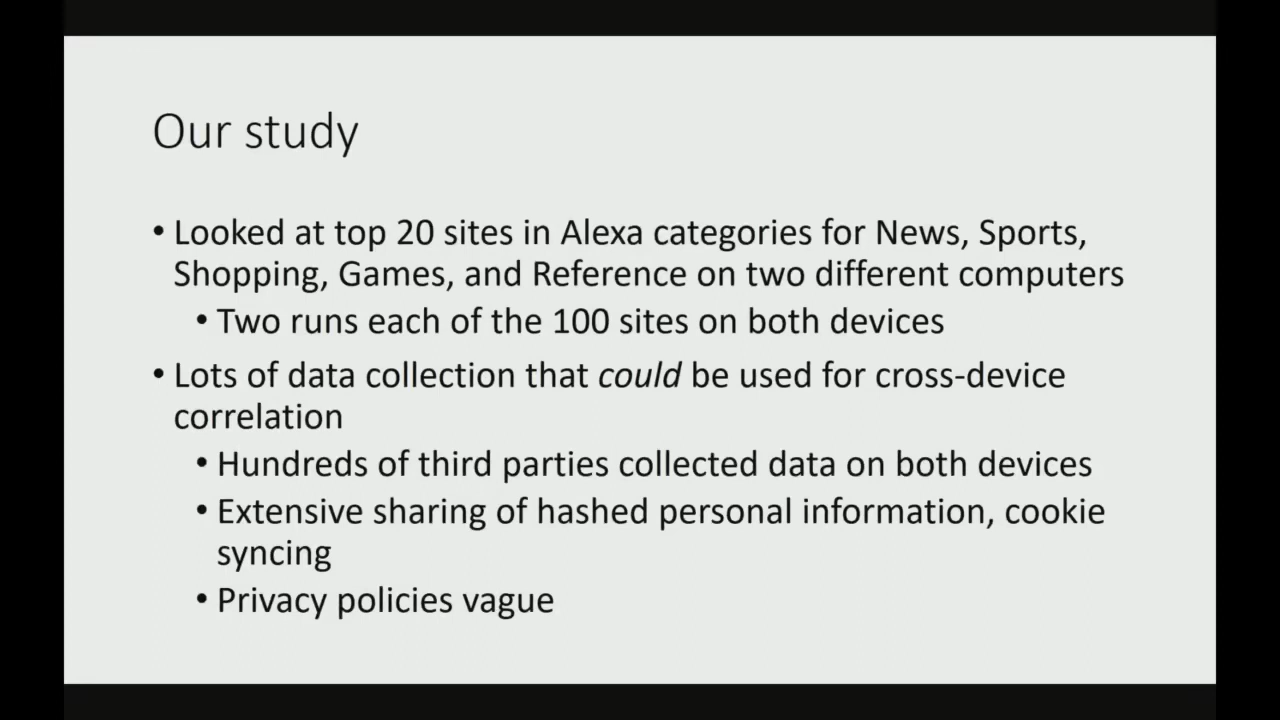 Our study
• Looked at top 20 sites in Alexa categories for News, Sports,
Shopping, Games, and Reference on two different computers
• Two runs each of the 100 sites on both devices
• Lots of data collection that could be used for cross-device
correlation
• Hundreds of third parties collected data on both devices
• Extensive sharing of hashed personal information, cookie
syncing
• Privacy policies vague